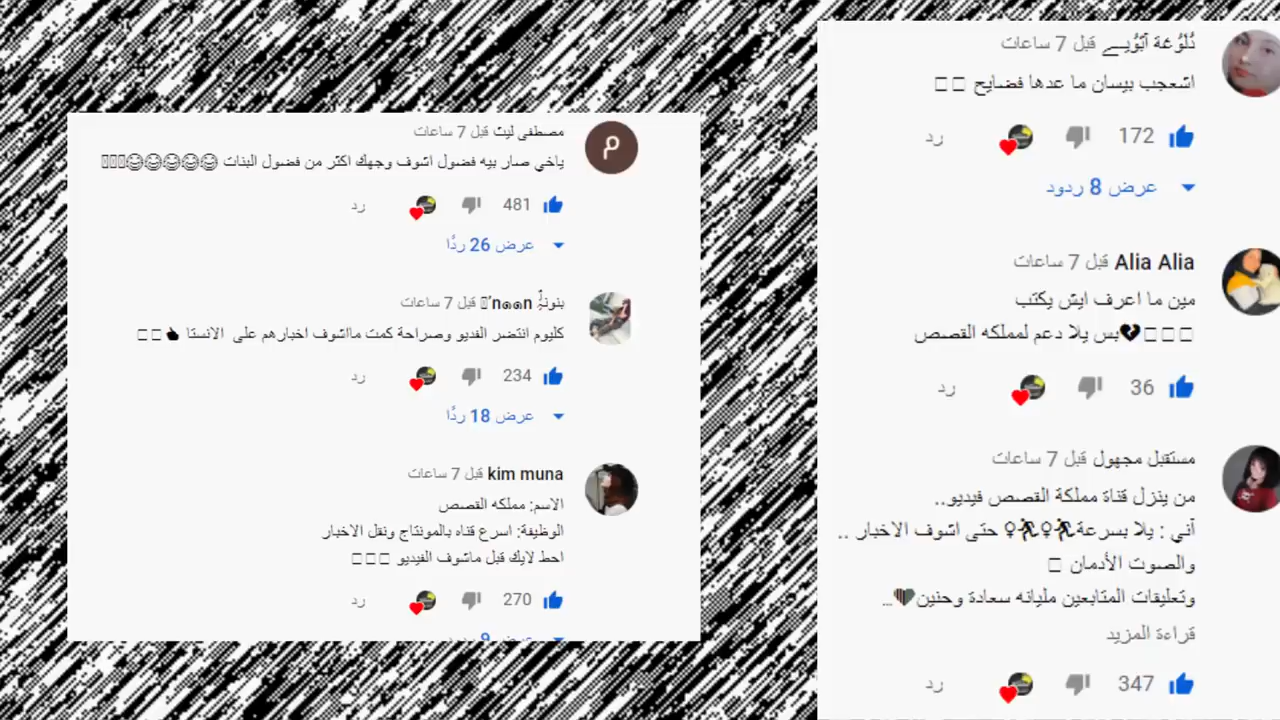 دُلُوُعٰة اَبّوُيـے قبل 7 ساعات
اتعجب بيسان ما عدها فضايح
172
رد
عرض 8 ردود
Alia Alia قبل 7 ساعات
مين ما اعرف ايش يكتب
💔بس يلا دعم لمملكه القصص
36
رد
مستقبل مجهول قبل 7 ساعات
من ينزل قناة مملكة القصص فيديو..
آني : يلا بسرعة🏃♀🏃♀ حتى اشوف الاخبار ..
والصوت الأدمان
وتعليقات المتابعين مليانه سعادة وحنين🖤...
قراءة المزيد
347
رد
مصطفى ليث قبل 7 ساعات
ياخي صار بيه فضول اشوف وجهك اكثر من فضول البنات 😂😂😂😂😂
481
رد
عرض 26 ردًا
قبل 7 ساعات
كليوم انتضر الفديو وصراحة كمت مااشوف اخبارهم على الانستا
234
رد
عرض 18 ردًا
kim muna قبل 7 ساعات
الاسم: مملكه القصص
الوظيفة: اسرع قناه بالمونتاج ونقل الاخبار
احط لايك قبل ماشوف الفيديو
270
رد
عرض 9 ردود